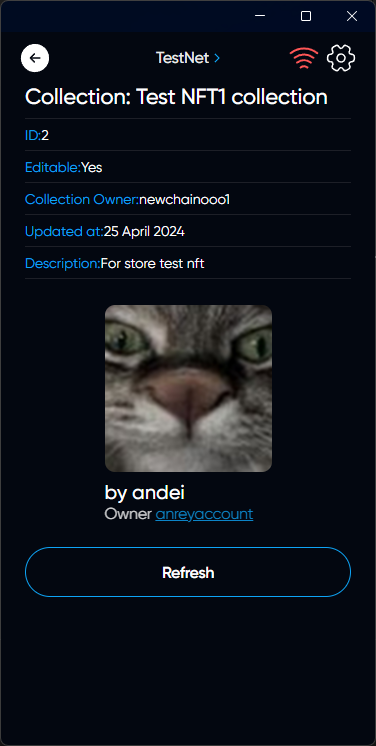 TestNet
Collection: Test NFT1 collection
ID:2
Editable:Yes
Collection Owner:newchainooo1
Updated at:25 April 2024
Description:For store test nft
by andei
Owner anreyaccount
Refresh